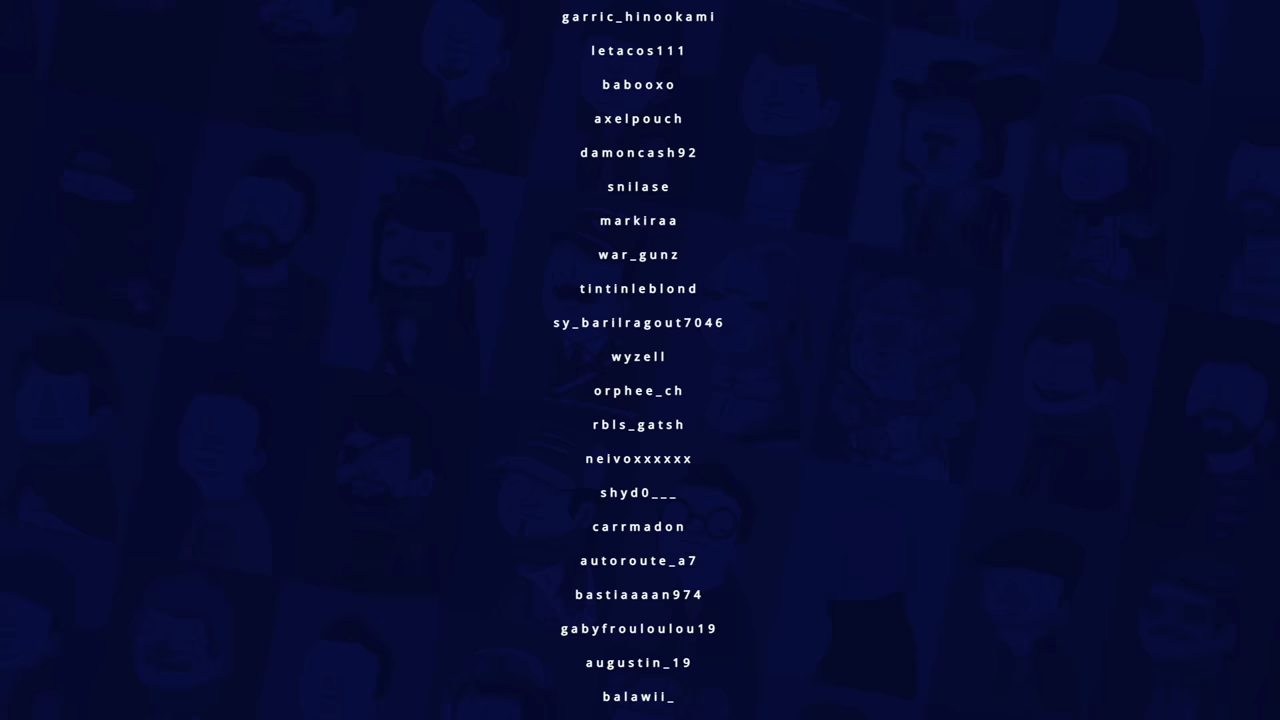 garric_hinookami
letacos111
babooxo
axelpouch
damoncash92
snilase
markiraa
war_gunz
tintinleblond
sy_barilragout7046
wyzell
orphee_ch
rbls_gatsh
neivoxxxxxx
shyd0___
carrmadon
autoroute_a7
bastiaaaan974
gabyfrouloulou19
augustin_19
balawii_